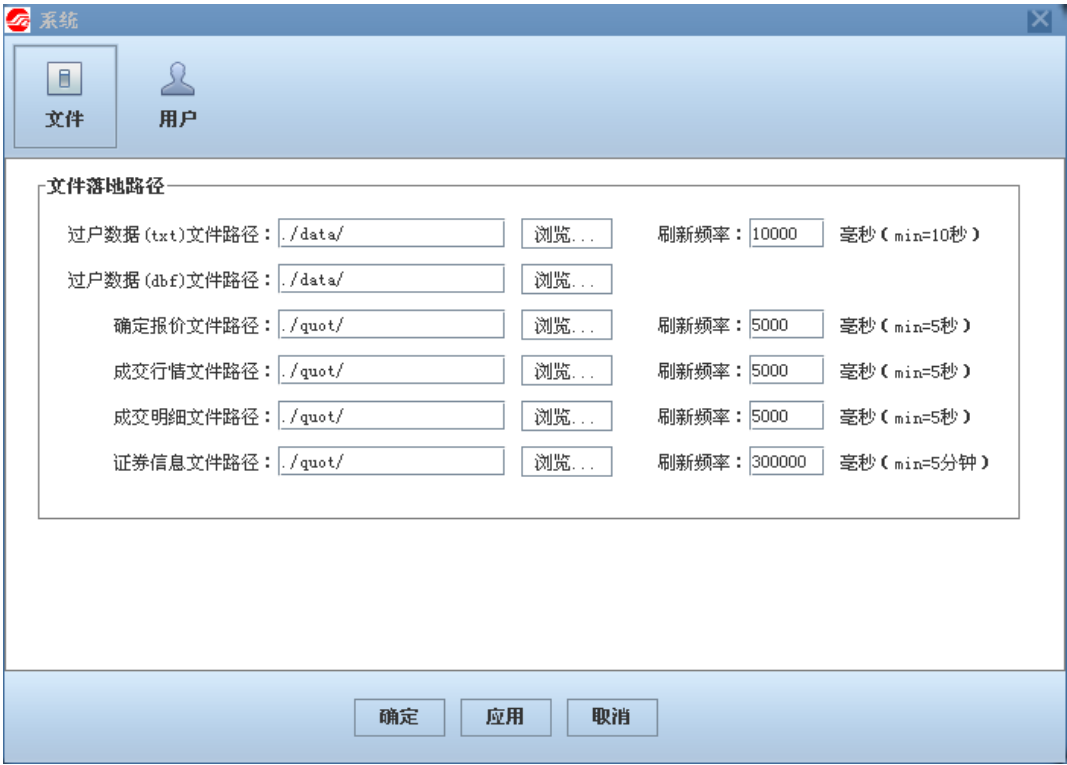 系统
文件 用户
文件落地路径
过户数据(txt)文件路径： ./data/ 浏览... 刷新频率： 10000 毫秒(min=10秒)
过户数据(dbf)文件路径： ./data/ 浏览...
确定报价文件路径： ./quot/ 浏览... 刷新频率： 5000 毫秒(min=5秒)
成交行情文件路径： ./quot/ 浏览... 刷新频率： 5000 毫秒(min=5秒)
成交明细文件路径： ./quot/ 浏览... 刷新频率： 5000 毫秒(min=5秒)
证券信息文件路径： ./quot/ 浏览... 刷新频率： 300000 毫秒(min=5分钟)
确定 应用 取消